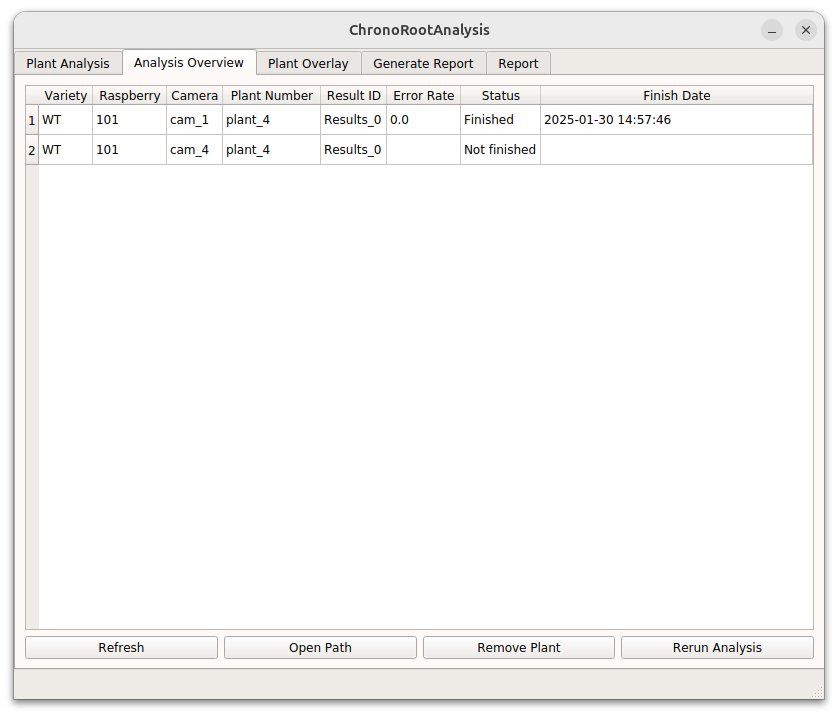 ChronoRootAnalysis
Plant Analysis Analysis Overview Plant Overlay Generate Report Report
Variety Raspberry Camera Plant Number Result ID Error Rate Status Finish Date
1 WT 101 cam_1 plant_4 Results_0 0.0 Finished 2025-01-30 14:57:46
2 WT 101 cam_4 plant_4 Results_0 Not finished
Refresh Open Path Remove Plant Rerun Analysis